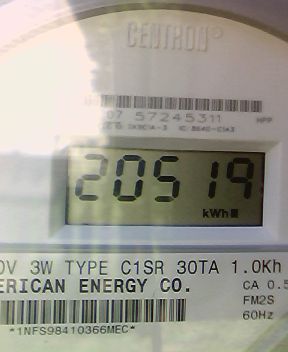 CENTRON®
07 57245311 HPP
20519
kWh
0V 3W TYPE C1SR 30TA 1.0Kh
ERICAN ENERGY CO. CA 0.5
FM2S
60Hz
*1NFS98410366MEC*